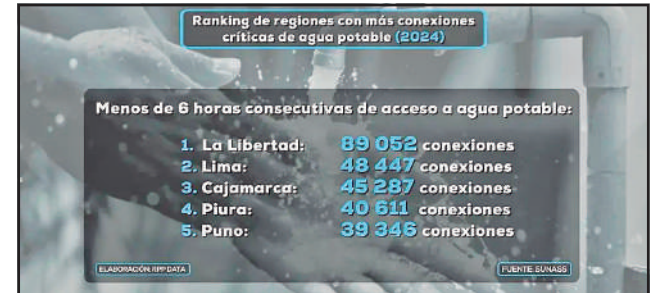 Ranking de regiones con más conexiones
críticas de agua potable (2024)
Menos de 6 horas consecutivas de acceso a agua potable:
1. La Libertad: 89 052 conexiones
2. Lima: 48 447 conexiones
3. Cajamarca: 45 287 conexiones
4. Piura: 40 611 conexiones
5. Puno: 39 346 conexiones
ELABORACIÓN: RPP DATA
FUENTE: SUNASS